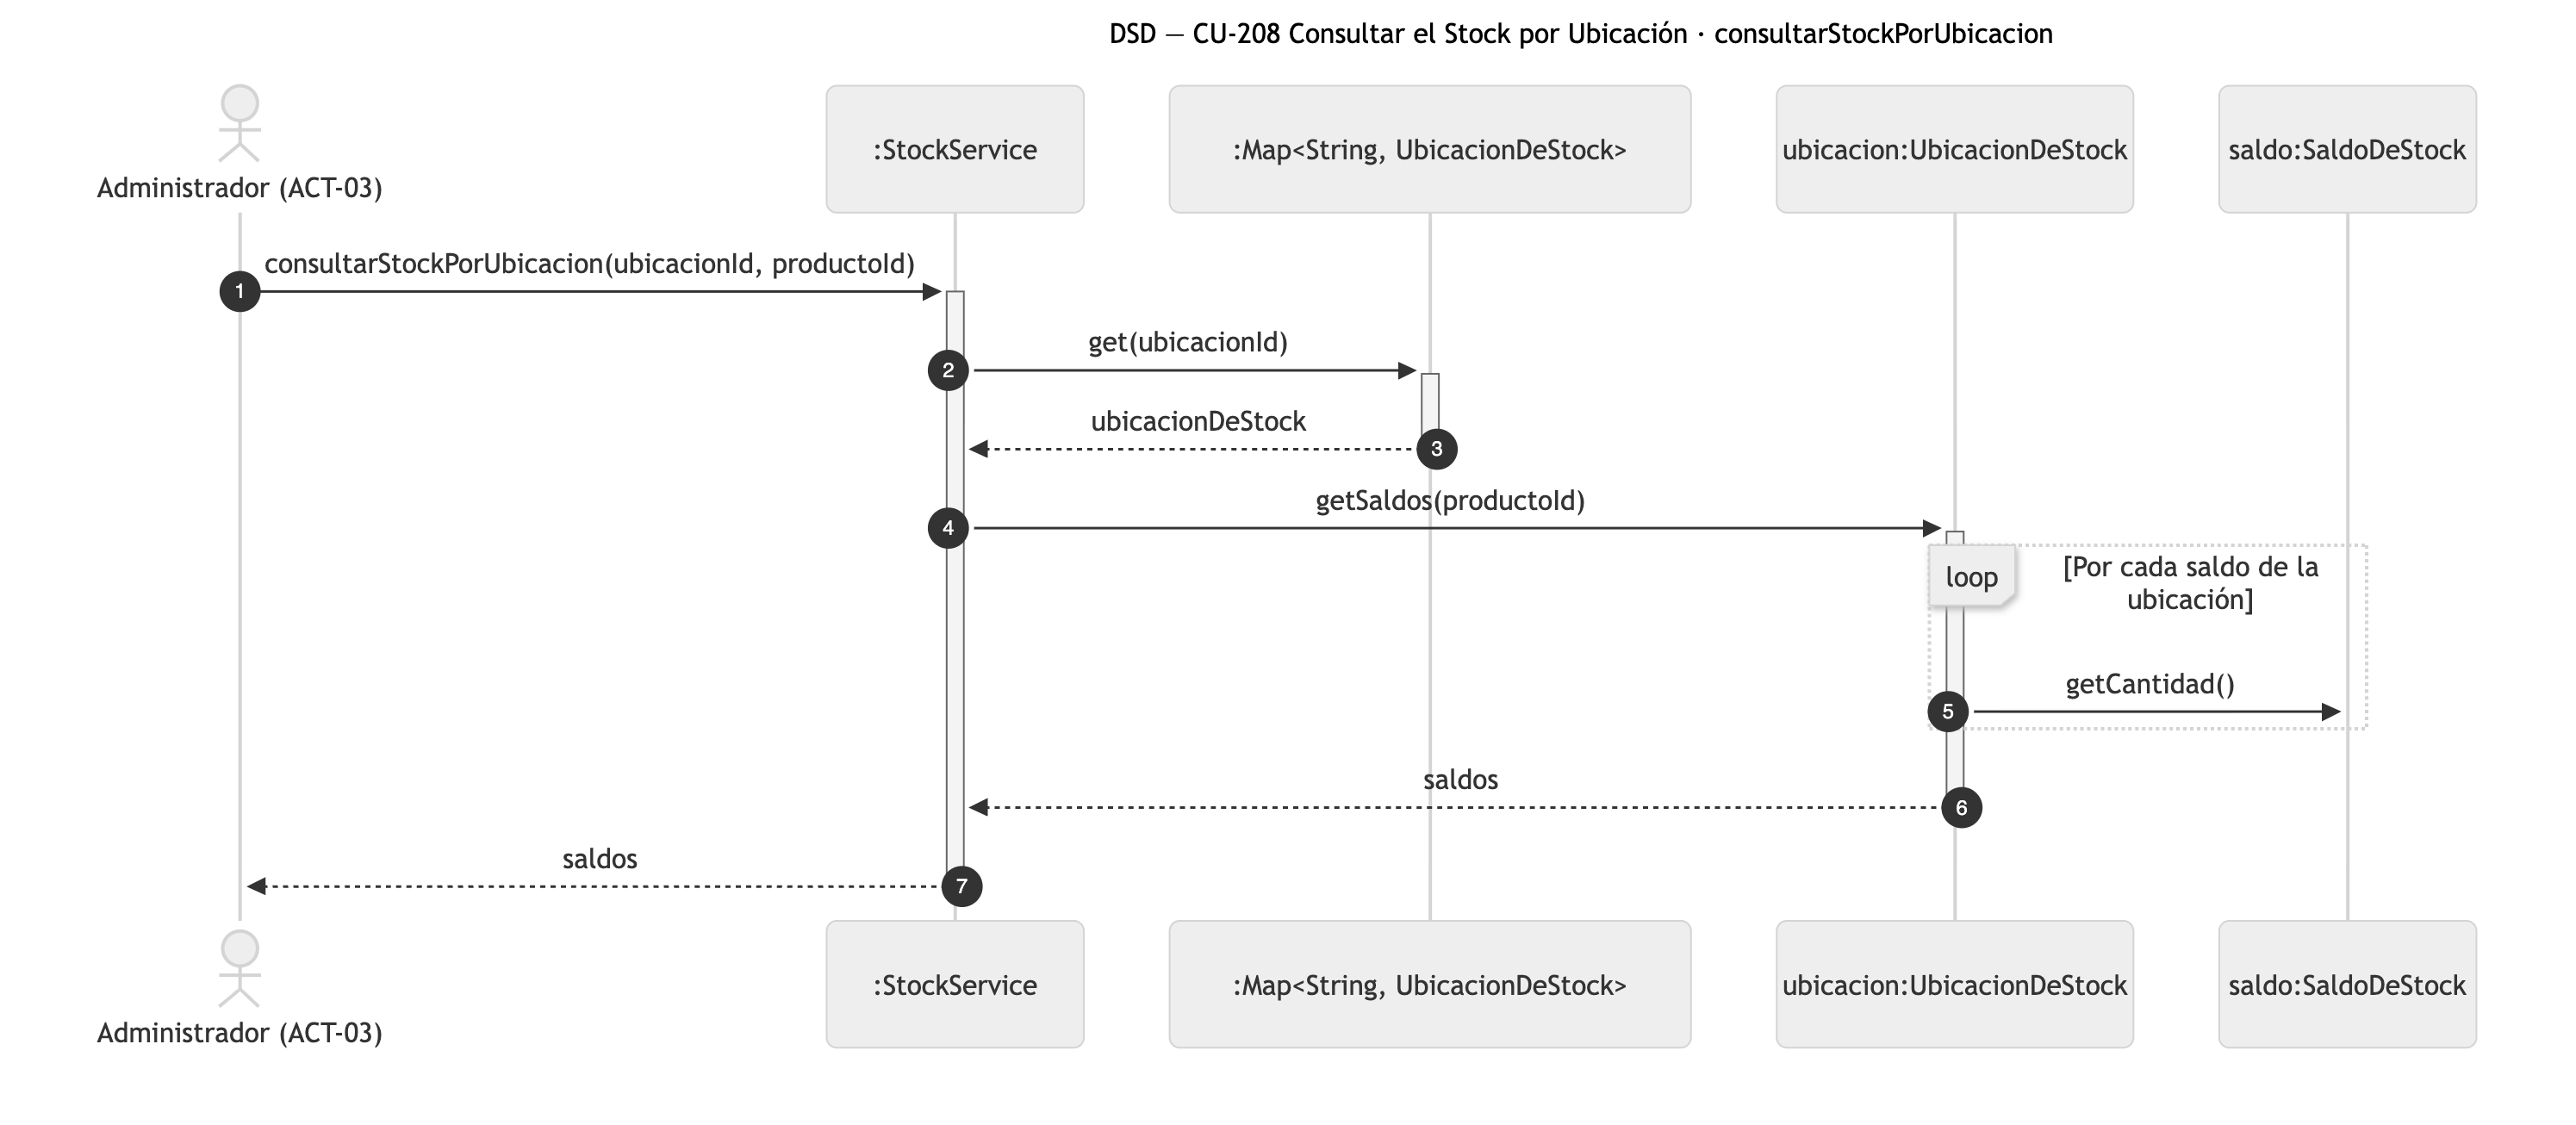 DSD — CU-208 Consultar el Stock por Ubicación · consultarStockPorUbicacion
Administrador (ACT-03)
:StockService
:Map<String, UbicacionDeStock>
ubicacion:UbicacionDeStock
saldo:SaldoDeStock
consultarStockPorUbicacion(ubicacionId, productoId)
1
get(ubicacionId)
2
ubicacionDeStock
3
getSaldos(productoId)
4
loop
[Por cada saldo de la
ubicación]
getCantidad()
5
saldos
6
saldos
7
Administrador (ACT-03)
:StockService
:Map<String, UbicacionDeStock>
ubicacion:UbicacionDeStock
saldo:SaldoDeStock